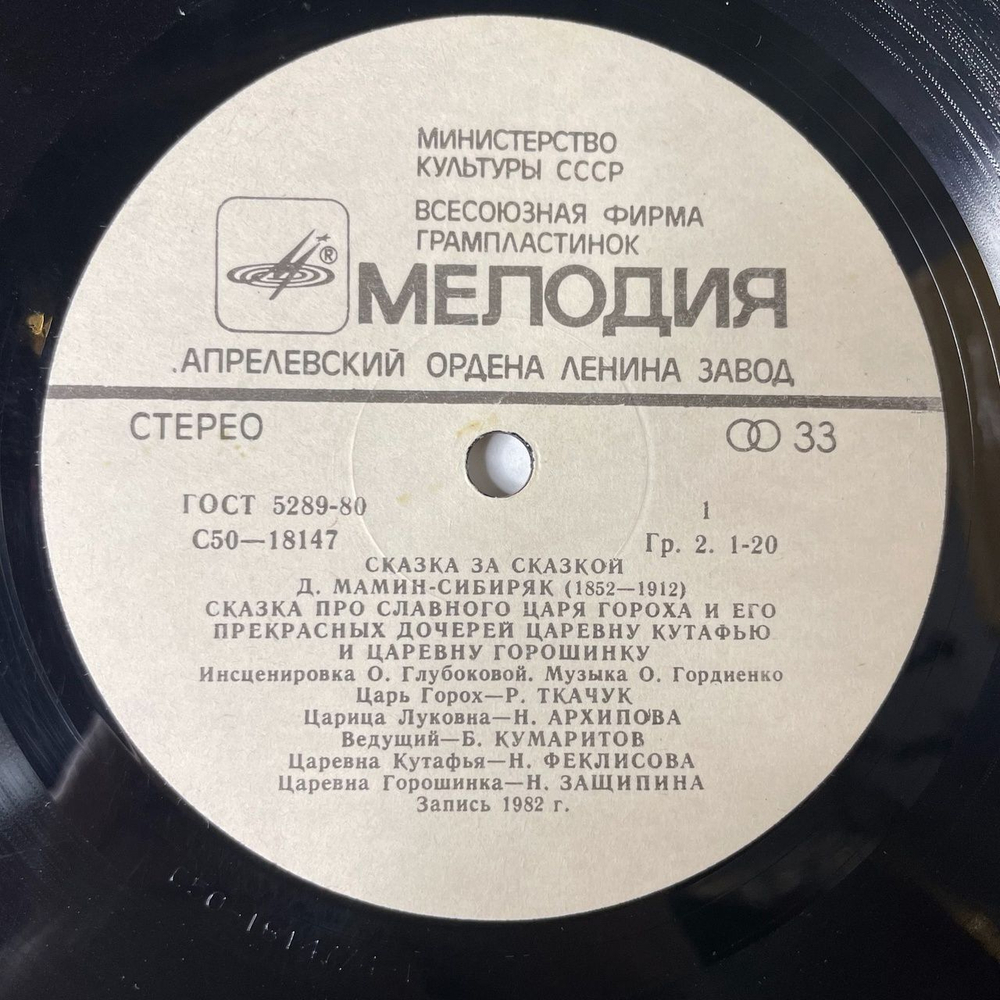 МИНИСТЕРСТВО
КУЛЬТУРЫ СССР
ВСЕСОЮЗНАЯ ФИРМА
ГРАМПЛАСТИНОК
®
МЕЛОДИЯ
АПРЕЛЕВСКИЙ ОРДЕНА ЛЕНИНА ЗАВОД
СТЕРЕО
33
ГОСТ 5289-80
1
С50—18147
Гр. 2. 1-20
СКАЗКА ЗА СКАЗКОЙ
Д. МАМИН-СИБИРЯК (1852—1912)
СКАЗКА ПРО СЛАВНОГО ЦАРЯ ГОРОХА И ЕГО
ПРЕКРАСНЫХ ДОЧЕРЕЙ ЦАРЕВНУ КУТАФЬЮ
И ЦАРЕВНУ ГОРОШИНКУ
Инсценировка О. Глубоковой. Музыка О. Гордиенко
Царь Горох—Р. ТКАЧУК
Царица Луковна—Н. АРХИПОВА
Ведущий—Б. КУМАРИТОВ
Царевна Кутафья—Н. ФЕКЛИСОВА
Царевна Горошинка—Н. ЗАЩИПИНА
Запись 1982 г.